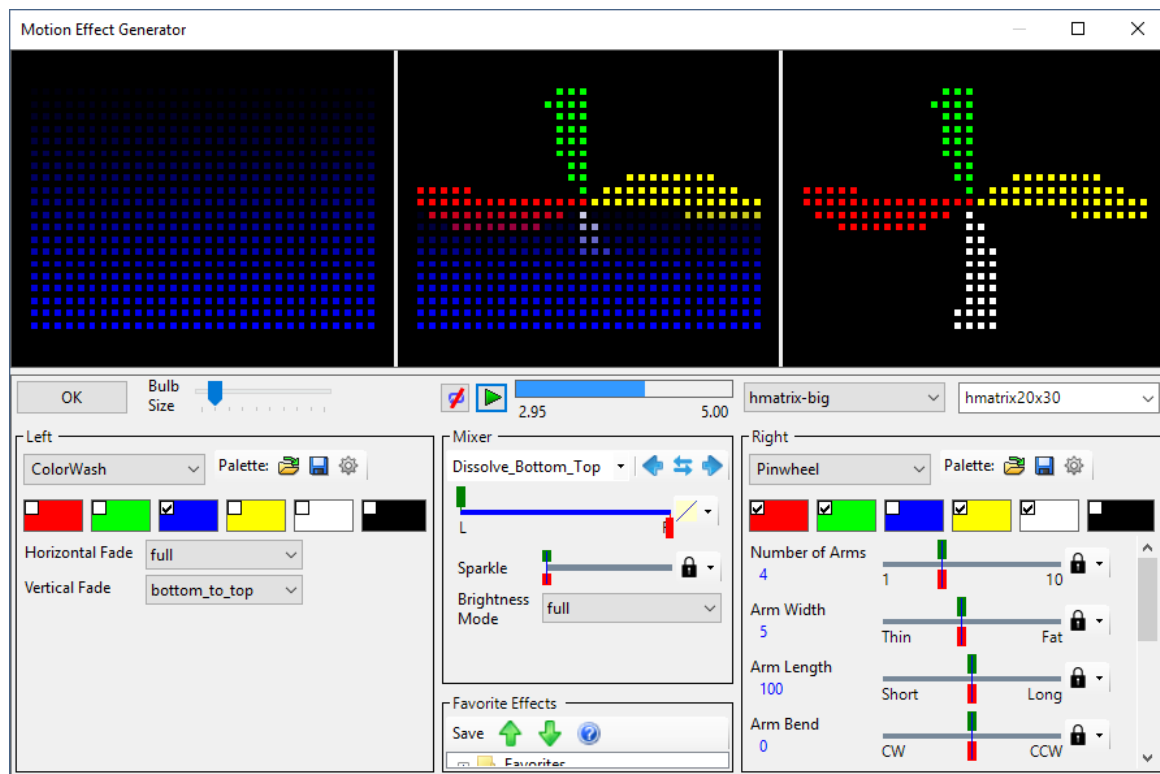 Motion Effect Generator
OK
Bulb
Size
2.95
5.00
hmatrix-big
hmatrix20x30
Left
ColorWash
Palette:
Horizontal Fade
full
Vertical Fade
bottom_to_top
Mixer
Dissolve_Bottom_Top
L
Sparkle
Brightness
Mode
full
Favorite Effects
Save
Favorites
Right
Pinwheel
Palette:
Number of Arms
4
1
10
Arm Width
5
Thin
Fat
Arm Length
100
Short
Long
Arm Bend
0
CW
CCW